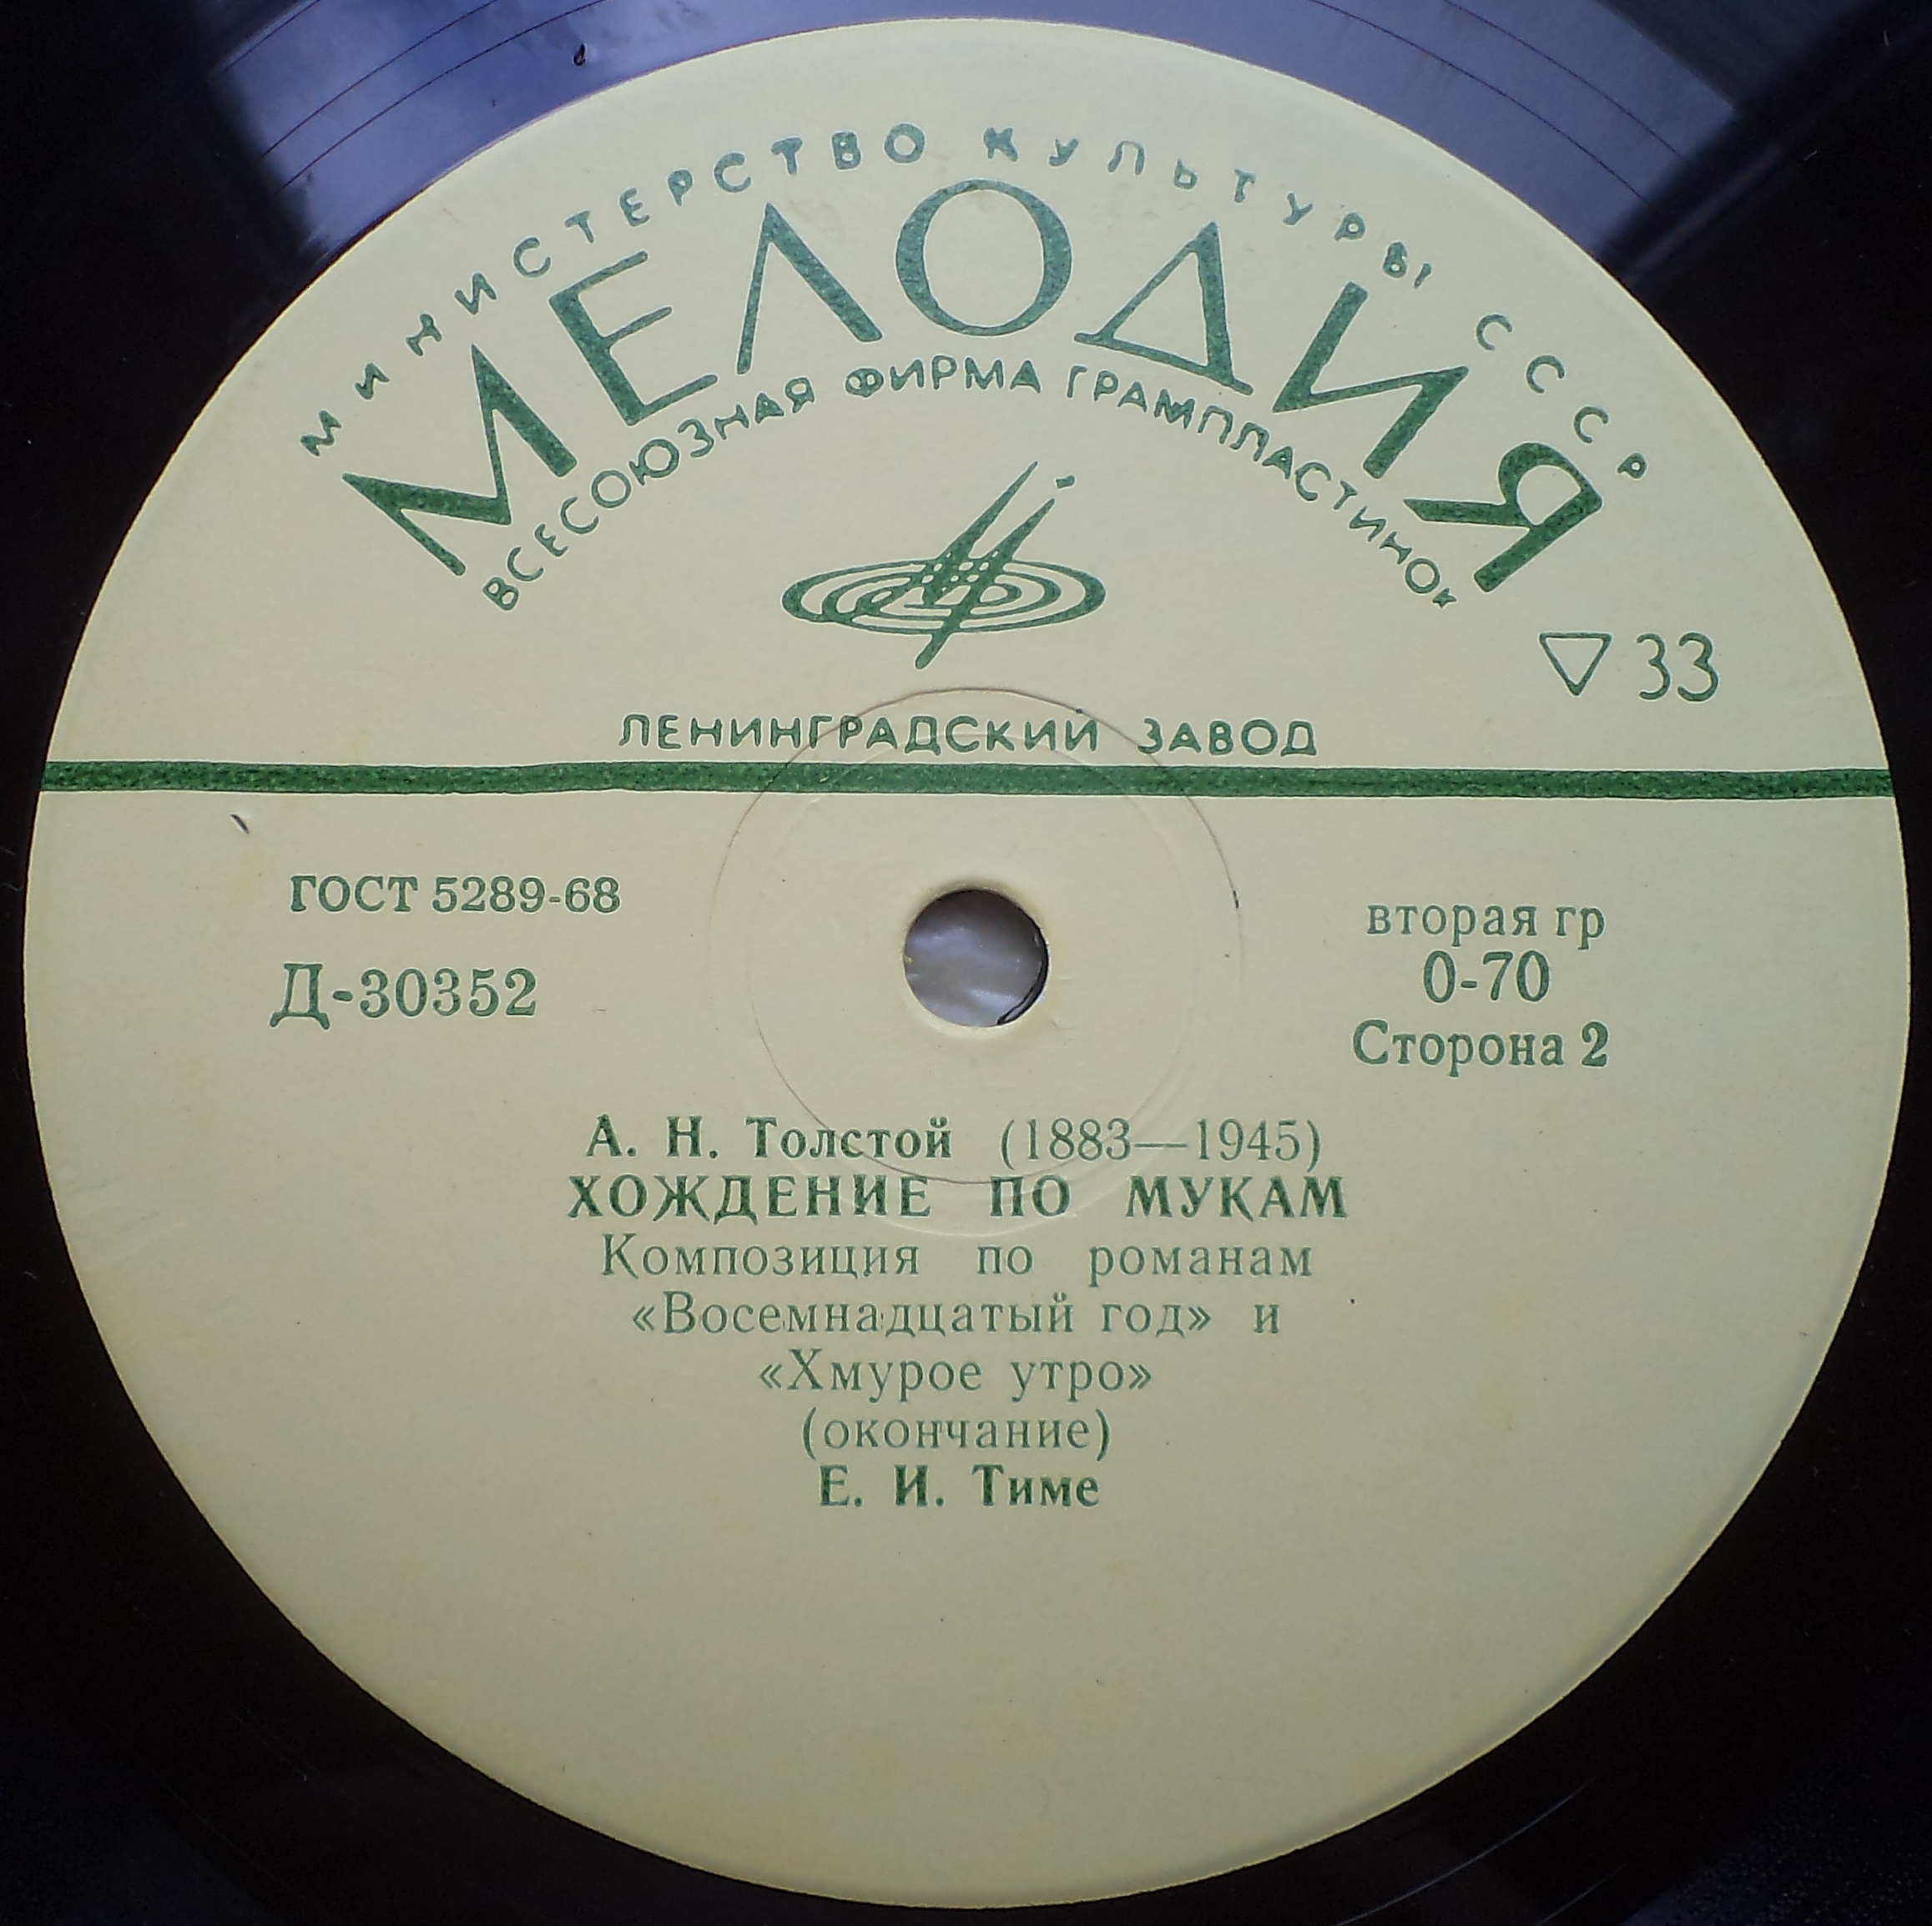 МИНИСТЕРСТВО КУЛЬТУРЫ СССР
МЕЛОДИЯ
ВСЕСОЮЗНАЯ ФИРМА ГРАМПЛАСТИНОК
▽ 33
ЛЕНИНГРАДСКИЙ ЗАВОД
ГОСТ 5289-68
Д-30352
вторая гр
0-70
Сторона 2
А. Н. Толстой (1883—1945)
ХОЖДЕНИЕ ПО МУКАМ
Композиция по романам
«Восемнадцатый год» и
«Хмурое утро»
(окончание)
Е. И. Тиме